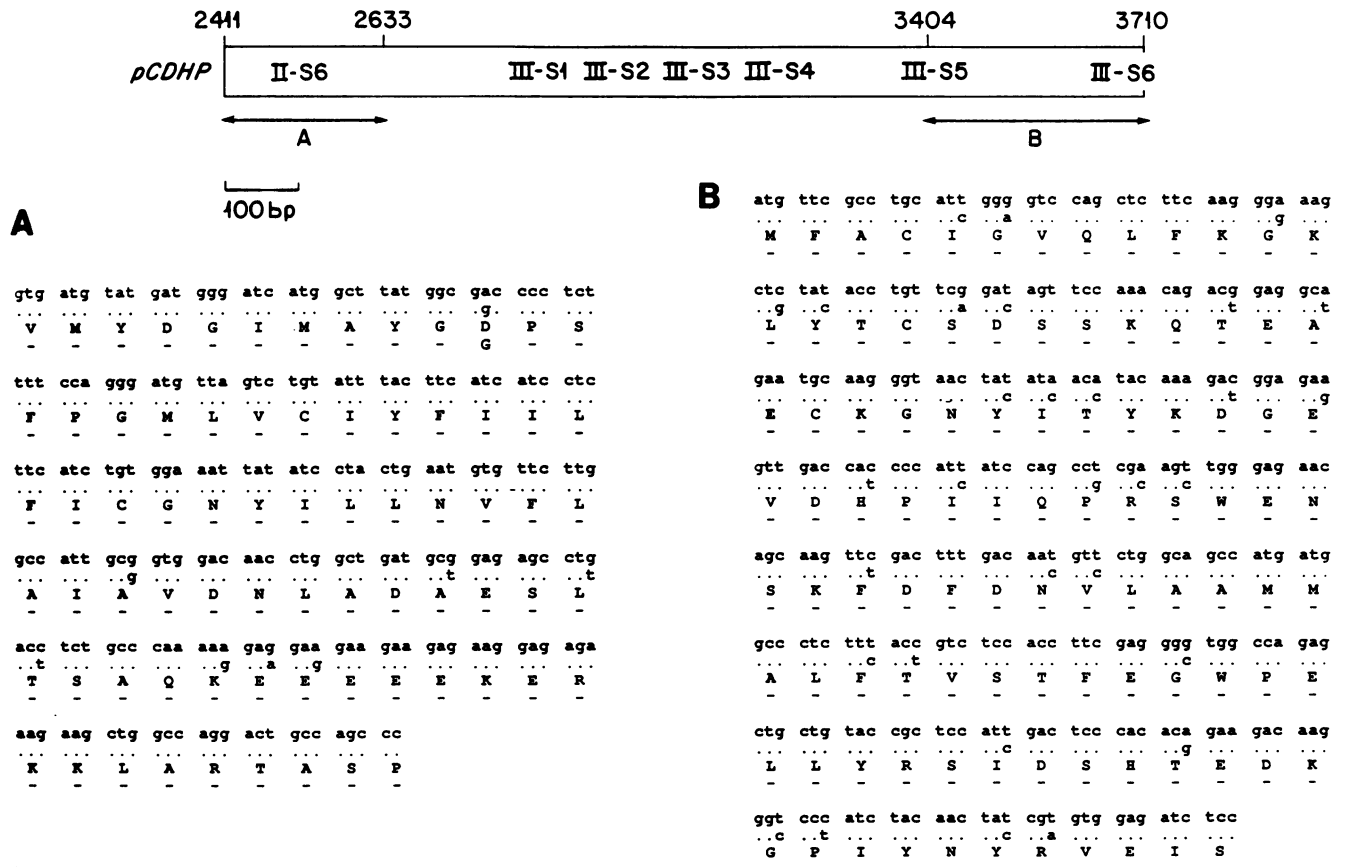 2411 2633 3404 3710
pCDHP II-S6 III-S1 III-S2 III-S3 III-S4 III-S5 III-S6
A B
100 bp
A
gtg atg tat gat ggg atc atg gct tat ggc gac ccc tct
... ... ... ... ... ... ... ... ... ... .g. ... ...
V M Y D G I M A Y G D P S
- - - - - - - - - - G - -
ttt cca ggg atg tta gtc tgt att tac ttc atc atc ctc
... ... ... ... ... ... ... ... ... ... ... ... ...
F P G M L V C I Y F I I L
- - - - - - - - - - - - -
ttc atc tgt gga aat tat atc cta ctg aat gtg ttc ttg
... ... ... ... ... ... ... ... ... ... ... ... ...
F I C G N Y I L L N V F L
- - - - - - - - - - - - -
gcc att gcg gtg gac aac ctg gct gat gcg gag agc ctg
... ... ..g ... ... ... ... ... ... ..t ... ... ..t
A I A V D N L A D A E S L
- - - - - - - - - - - - -
acc tct gcc caa aaa gag gaa gaa gaa gag aag gag aga
..t ... ... ... ..g ..a ..g ... ... ... ... ... ...
T S A Q K E E E E E K E R
- - - - - - - - - - - - -
aag aag ctg gcc agg act gcc agc cc
... ... ... ... ... ... ... ... ...
K K L A R T A S P
- - - - - - - - -
B
atg ttc gcc tgc att ggg gtc cag ctc ttc aag gga aag
... ... ... ... ..c ..a ... ... ... ... ... ..g ...
M F A C I G V Q L F K G K
- - - - - - - - - - - - -
ctc tat acc tgt tcg gat agt tcc aaa cag acg gag gca
..g ..c ... ... ..a ..c ... ... ... ... ..t ... ..t
L Y T C S D S S K Q T E A
- - - - - - - - - - - - -
gaa tgc aag ggt aac tat ata aca tac aaa gac gga gaa
... ... ... ... ... ..c ..c ..c ... ... ..t ... ..g
E C K G N Y I T Y K D G E
- - - - - - - - - - - - -
gtt gac cac ccc att atc cag cct cga agt tgg gag aac
... ... ..t ... ..c ... ... ..g ..c ..c ... ... ...
V D H P I I Q P R S W E N
- - - - - - - - - - - - -
agc aag ttc gac ttt gac aat gtt ctg gca gcc atg atg
... ... ..t ... ... ... ..c ..c ... ... ... ... ...
S K F D F D N V L A A M M
- - - - - - - - - - - - -
gcc ctc ttt acc gtc tcc acc ttc gag ggg tgg cca gag
... ... ..c ..t ... ... ... ... ... ..c ... ... ...
A L F T V S T F E G W P E
- - - - - - - - - - - - -
ctg ctg tac cgc tcc att gac tcc cac aca gaa gac aag
... ... ... ... ... ..c ... ... ... ..g ... ... ...
L L Y R S I D S H T E D K
- - - - - - - - - - - - -
ggt ccc atc tac aac tat cgt gtg gag atc tcc
..c ..t ... ... ... ..c ..a ... ... ... ...
G P I Y N Y R V E I S